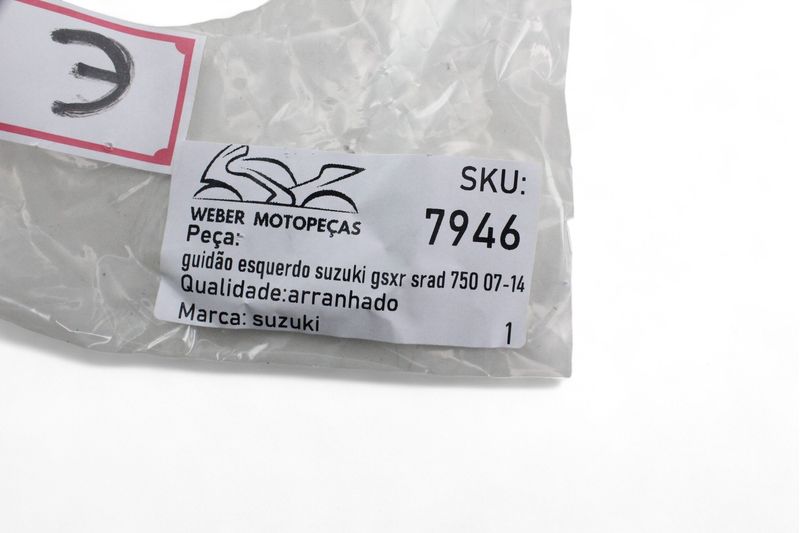 E
WEBER MOTOPEÇAS
SKU:
7946
Peça:
guidão esquerdo suzuki gsxr srad 750 07-14
Qualidade:arranhado
Marca: suzuki
1